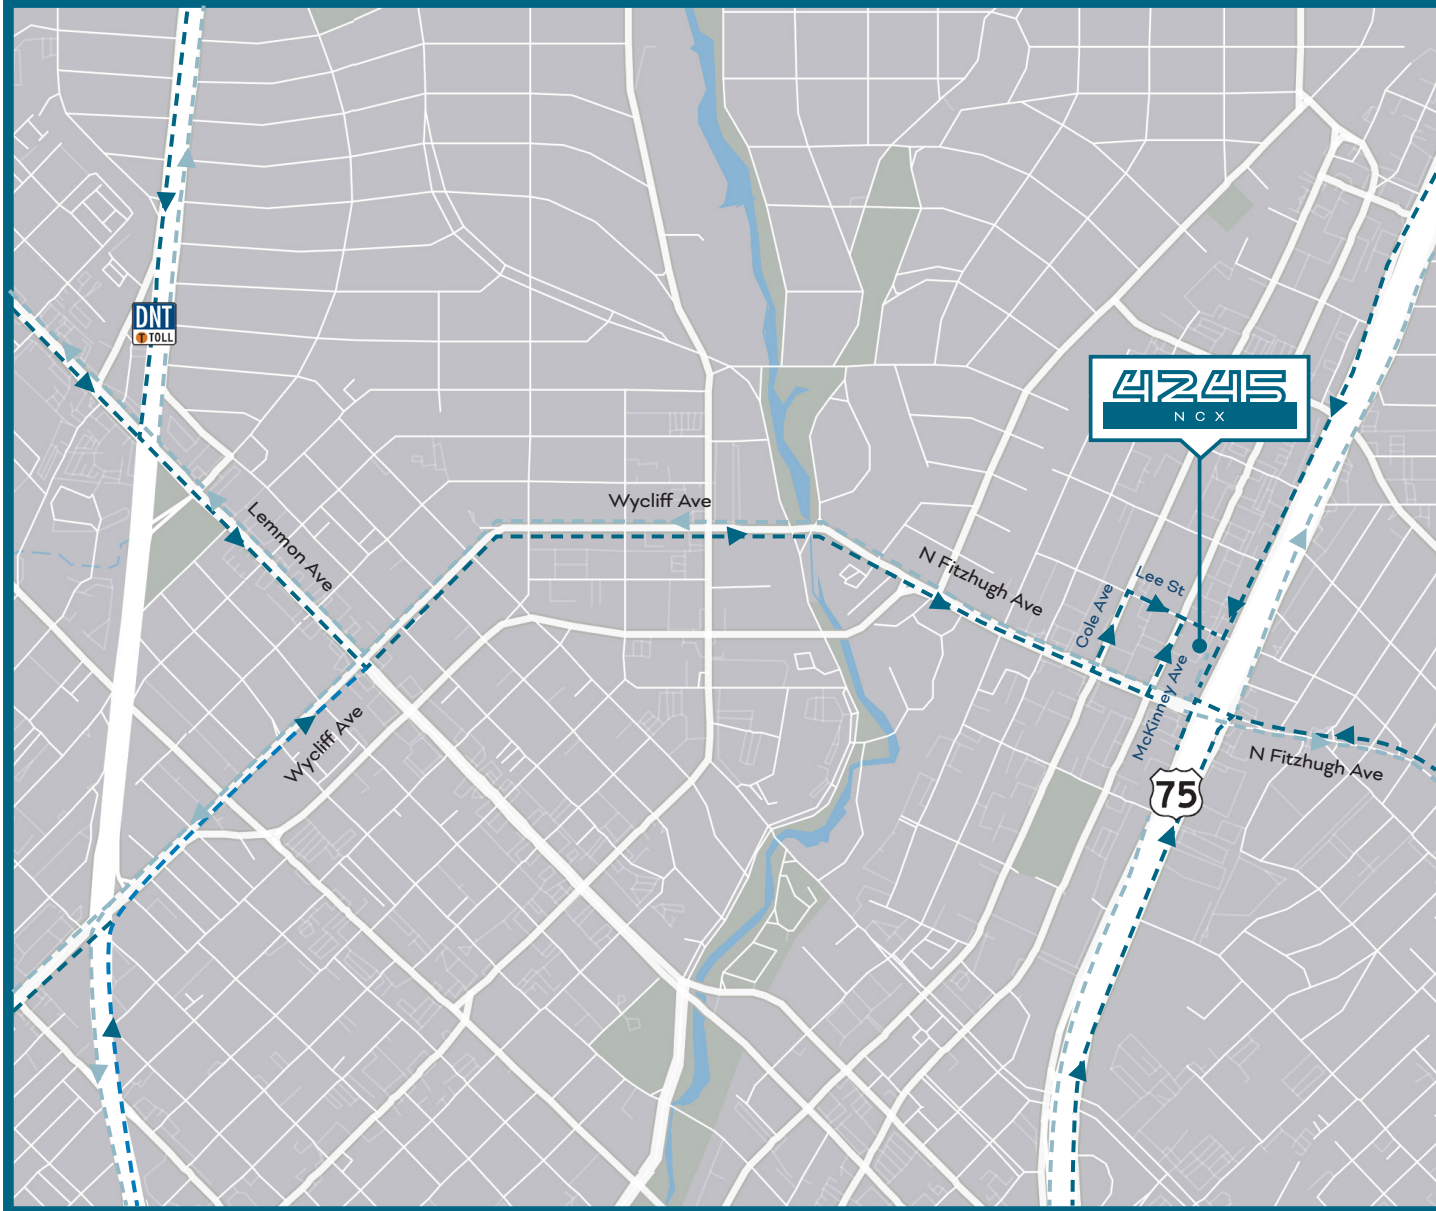 DNT
T TOLL
4245
NCX
Wycliff Ave
Lemmon Ave
N Fitzhugh Ave
Lee St
Cole Ave
McKinney Ave
Wycliff Ave
N Fitzhugh Ave
75